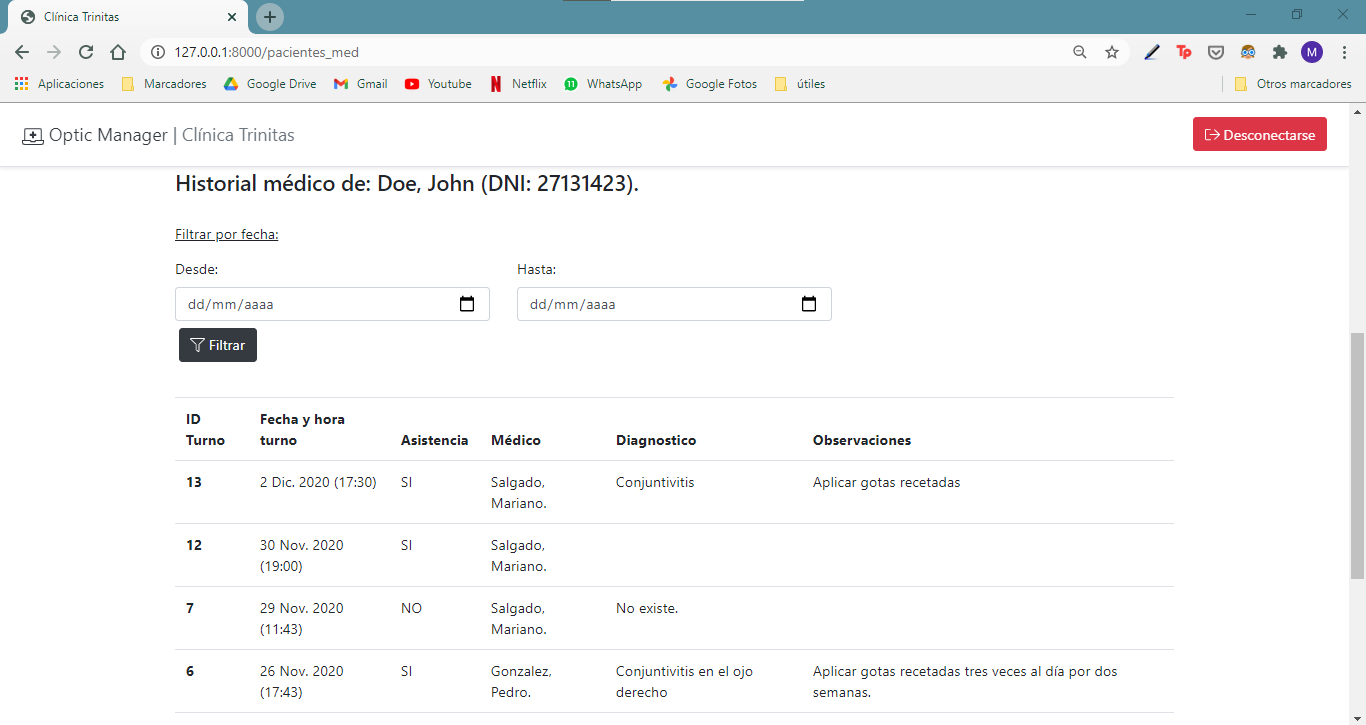 Clínica Trinitas
127.0.0.1:8000/pacientes_med
Tp
M
Aplicaciones Marcadores Google Drive Gmail Youtube Netflix 11 WhatsApp Google Fotos útiles Otros marcadores
Optic Manager | Clínica Trinitas
Desconectarse
Historial médico de: Doe, John (DNI: 27131423).
Filtrar por fecha:
Desde: Hasta:
dd/mm/aaaa dd/mm/aaaa
Filtrar
ID Fecha y hora
Turno turno Asistencia Médico Diagnostico Observaciones
13 2 Dic. 2020 (17:30) SI Salgado, Conjuntivitis Aplicar gotas recetadas
Mariano.
12 30 Nov. 2020 SI Salgado,
(19:00) Mariano.
7 29 Nov. 2020 NO Salgado, No existe.
(11:43) Mariano.
6 26 Nov. 2020 SI Gonzalez, Conjuntivitis en el ojo Aplicar gotas recetadas tres veces al día por dos
(17:43) Pedro. derecho semanas.